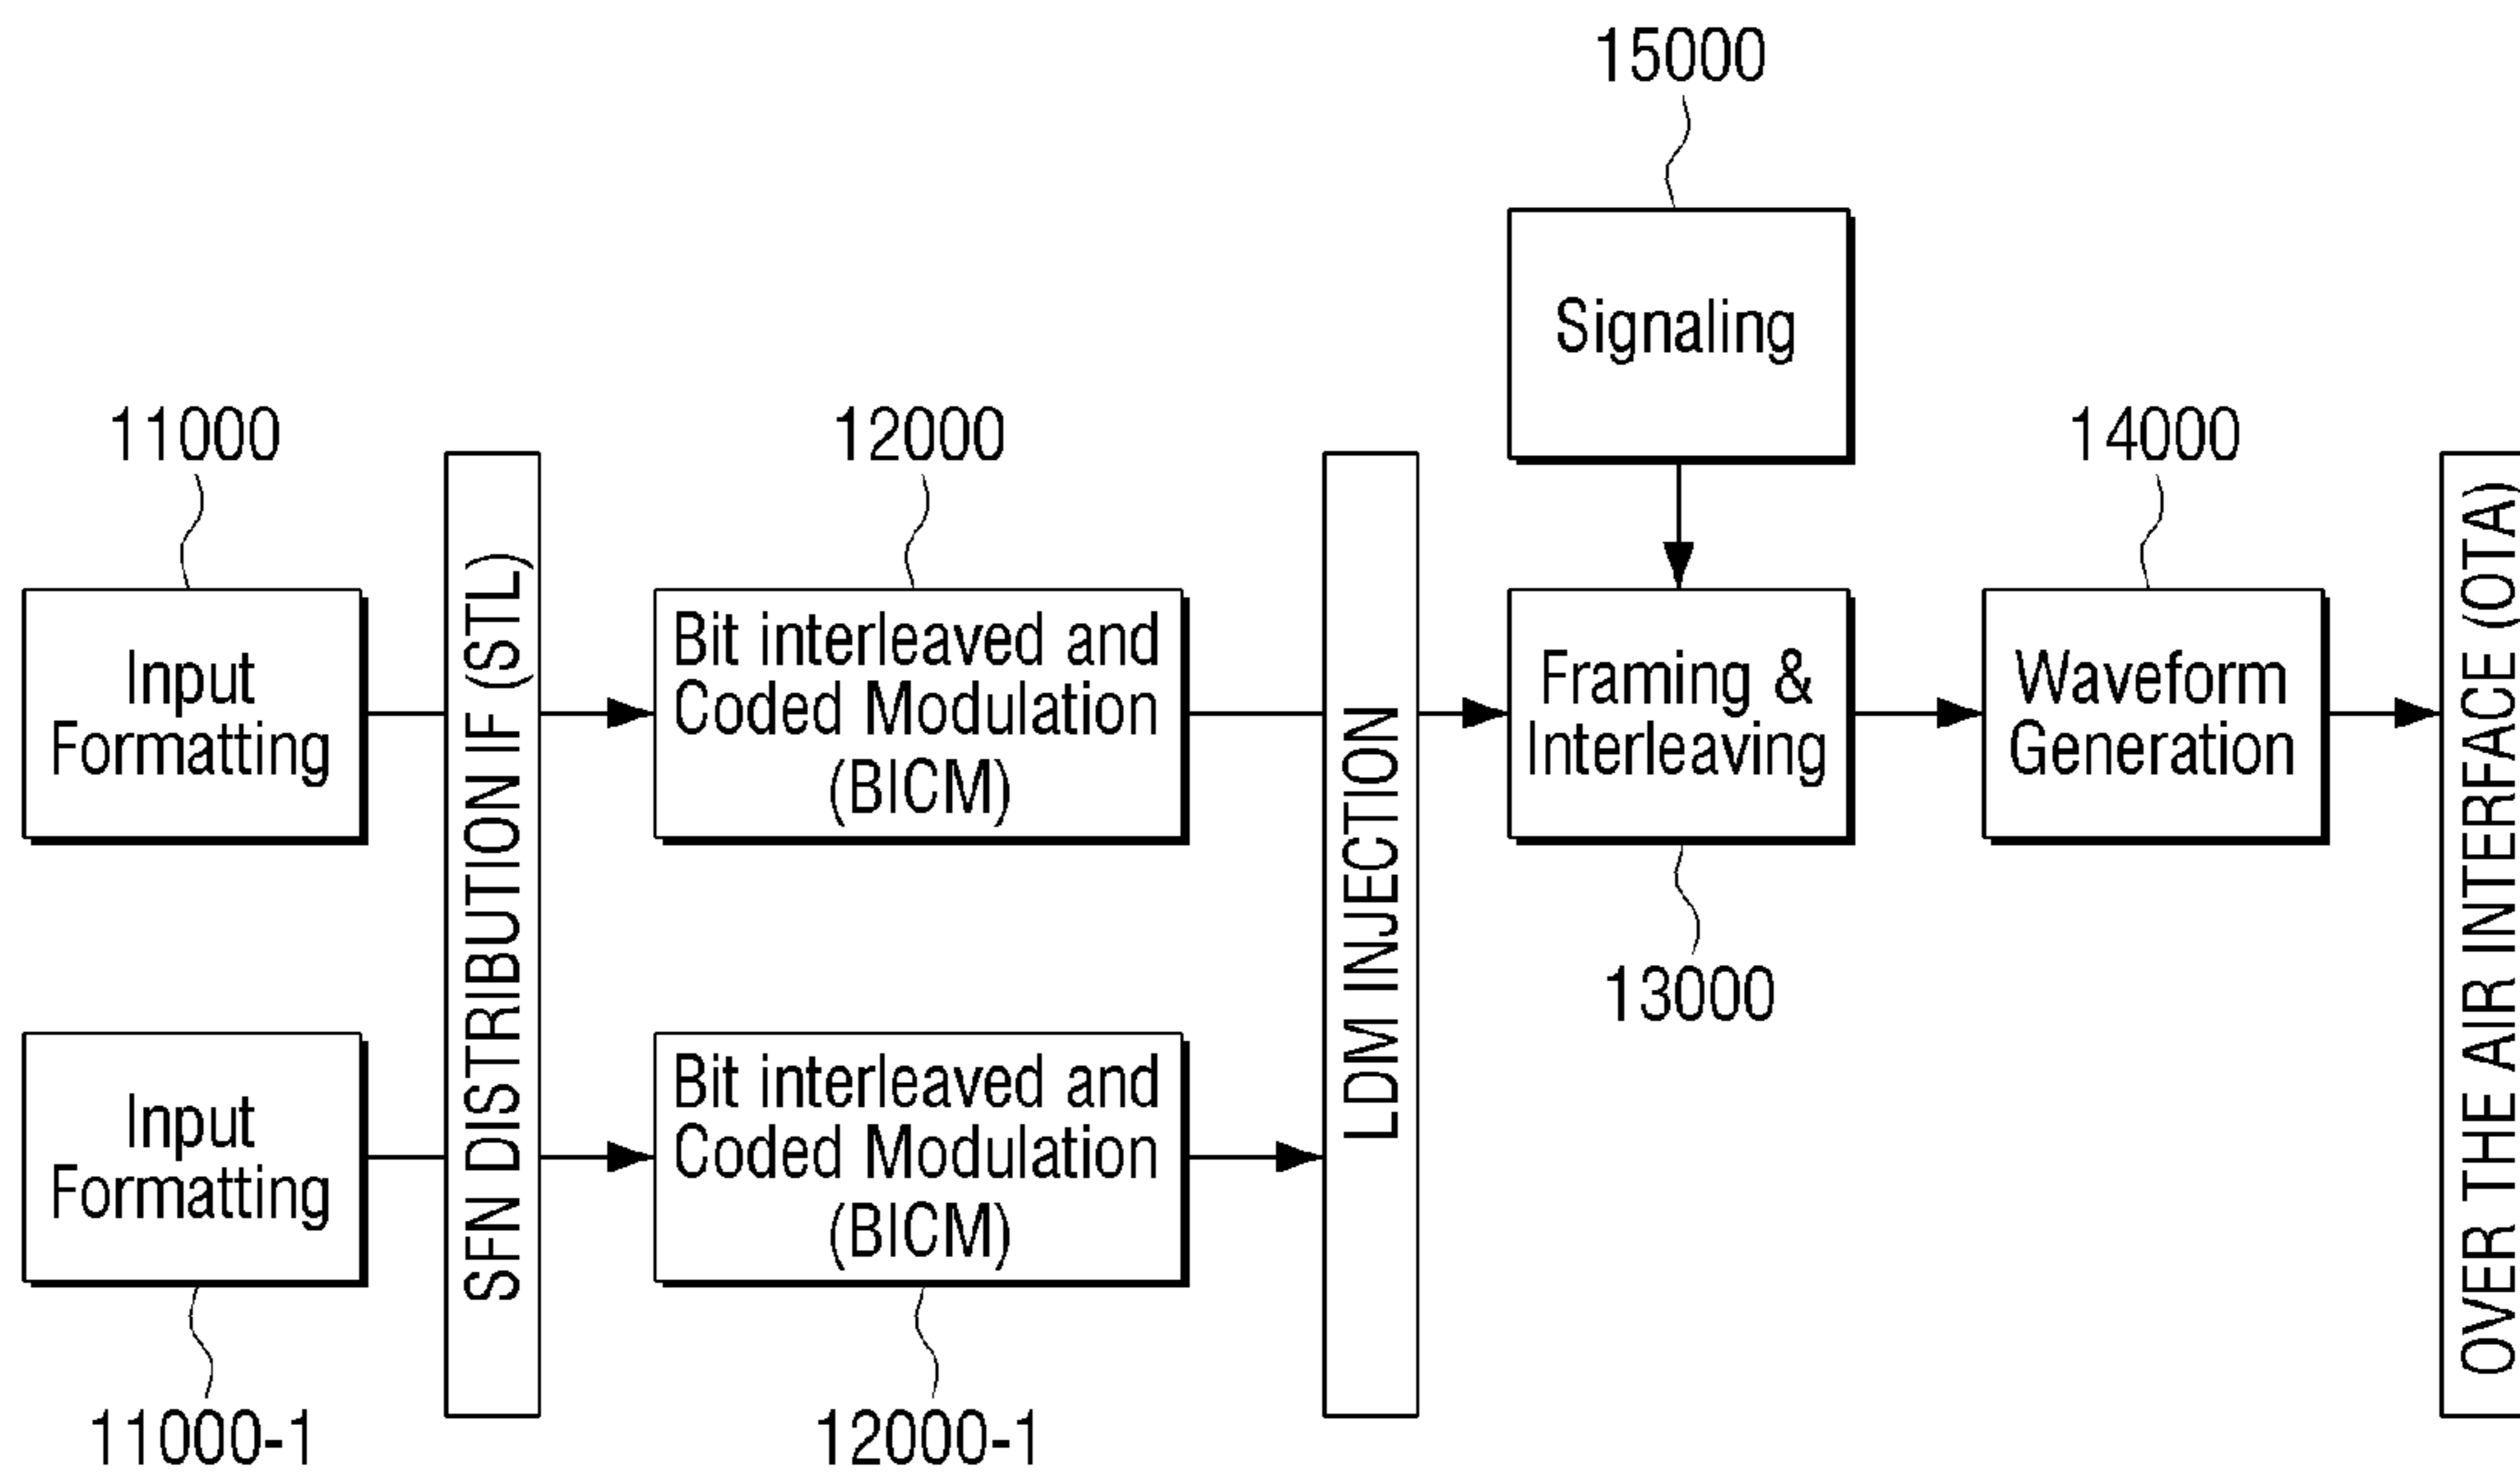 15000
Signaling
11000
12000
14000
Input
Formatting
SFN DISTRIBUTION IF (STL)
Bit interleaved and
Coded Modulation
(BICM)
LDM INJECTION
Framing &
Interleaving
Waveform
Generation
OVER THE AIR INTERFACE (OTA)
13000
Input
Formatting
Bit interleaved and
Coded Modulation
(BICM)
11000-1
12000-1